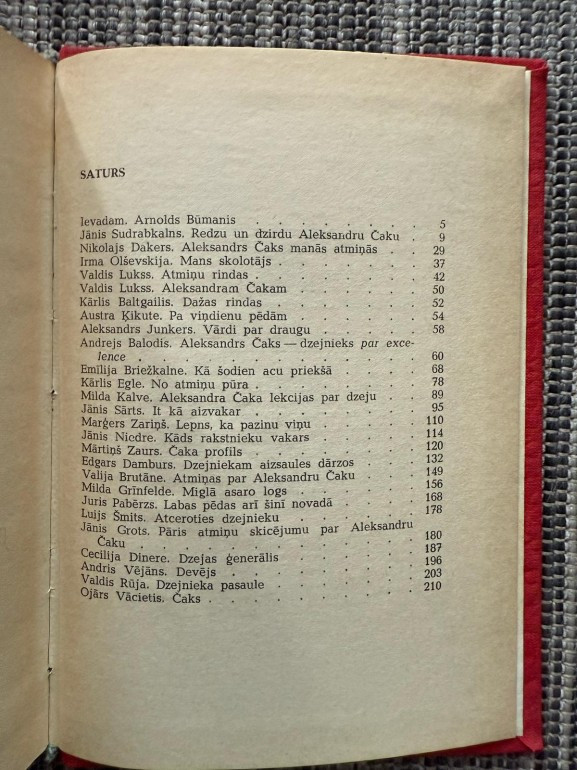 SATURS
Ievadam. Arnolds Būmanis . . . . . . . 5
Jānis Sudrabkalns. Redzu un dzirdu Aleksandru Čaku . 9
Nikolajs Dakers. Aleksandrs Čaks manās atmiņās . . 29
Irma Olševskija. Mans skolotājs . . . . . . 37
Valdis Lukss. Atmiņu rindas . . . . . . . 42
Valdis Lukss. Aleksandram Čakam . . . . . 50
Kārlis Baltgailis. Dažas rindas . . . . . . 52
Austra Ķikute. Pa viņdienu pēdām . . . . . 54
Aleksandrs Junkers. Vārdi par draugu . . . . 58
Andrejs Balodis. Aleksandrs Čaks — dzejnieks par exce-
lence . . . . . . . . . . . 60
Emīlija Briežkalne. Kā šodien acu priekšā . . . . 68
Kārlis Egle. No atmiņu pūra . . . . . . . 78
Milda Kalve. Aleksandra Čaka lekcijas par dzeju . . 89
Jānis Sārts. It kā aizvakar . . . . . . . 95
Marģers Zariņš. Lepns, ka pazinu viņu . . . . 110
Jānis Niedre. Kāds rakstnieku vakars . . . . 114
Mārtiņš Zaurs. Čaka profils . . . . . . . 120
Edgars Damburs. Dzejniekam aizsaules dārzos . . . 132
Valija Brutāne. Atmiņas par Aleksandru Čaku . . . 149
Milda Grīnfelde. Miglā asaro logs . . . . . 156
Juris Pabērzs. Labas pēdas arī šinī novadā . . . 168
Luijs Šmits. Atceroties dzejnieku . . . . . 178
Jānis Grots. Pāris atmiņu skicējumu par Aleksandru
Čaku . . . . . . . . . . . 180
Cecilija Dinere. Dzejas ģenerālis . . . . . 187
Andris Vējāns. Devējs . . . . . . . . 196
Valdis Rūja. Dzejnieka pasaule . . . . . . 203
Ojārs Vācietis. Čaks . . . . . . . . . 210